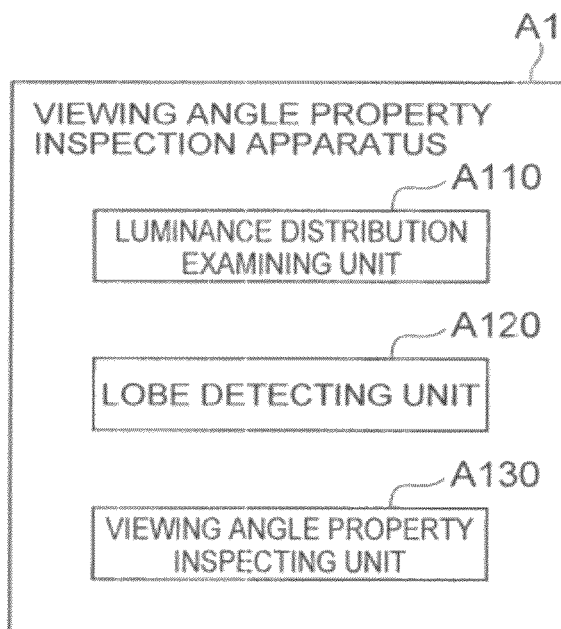 A1
VIEWING ANGLE PROPERTY
INSPECTION APPARATUS
A110
LUMINANCE DISTRIBUTION
EXAMINING UNIT
A120
LOBE DETECTING UNIT
A130
VIEWING ANGLE PROPERTY
INSPECTING UNIT